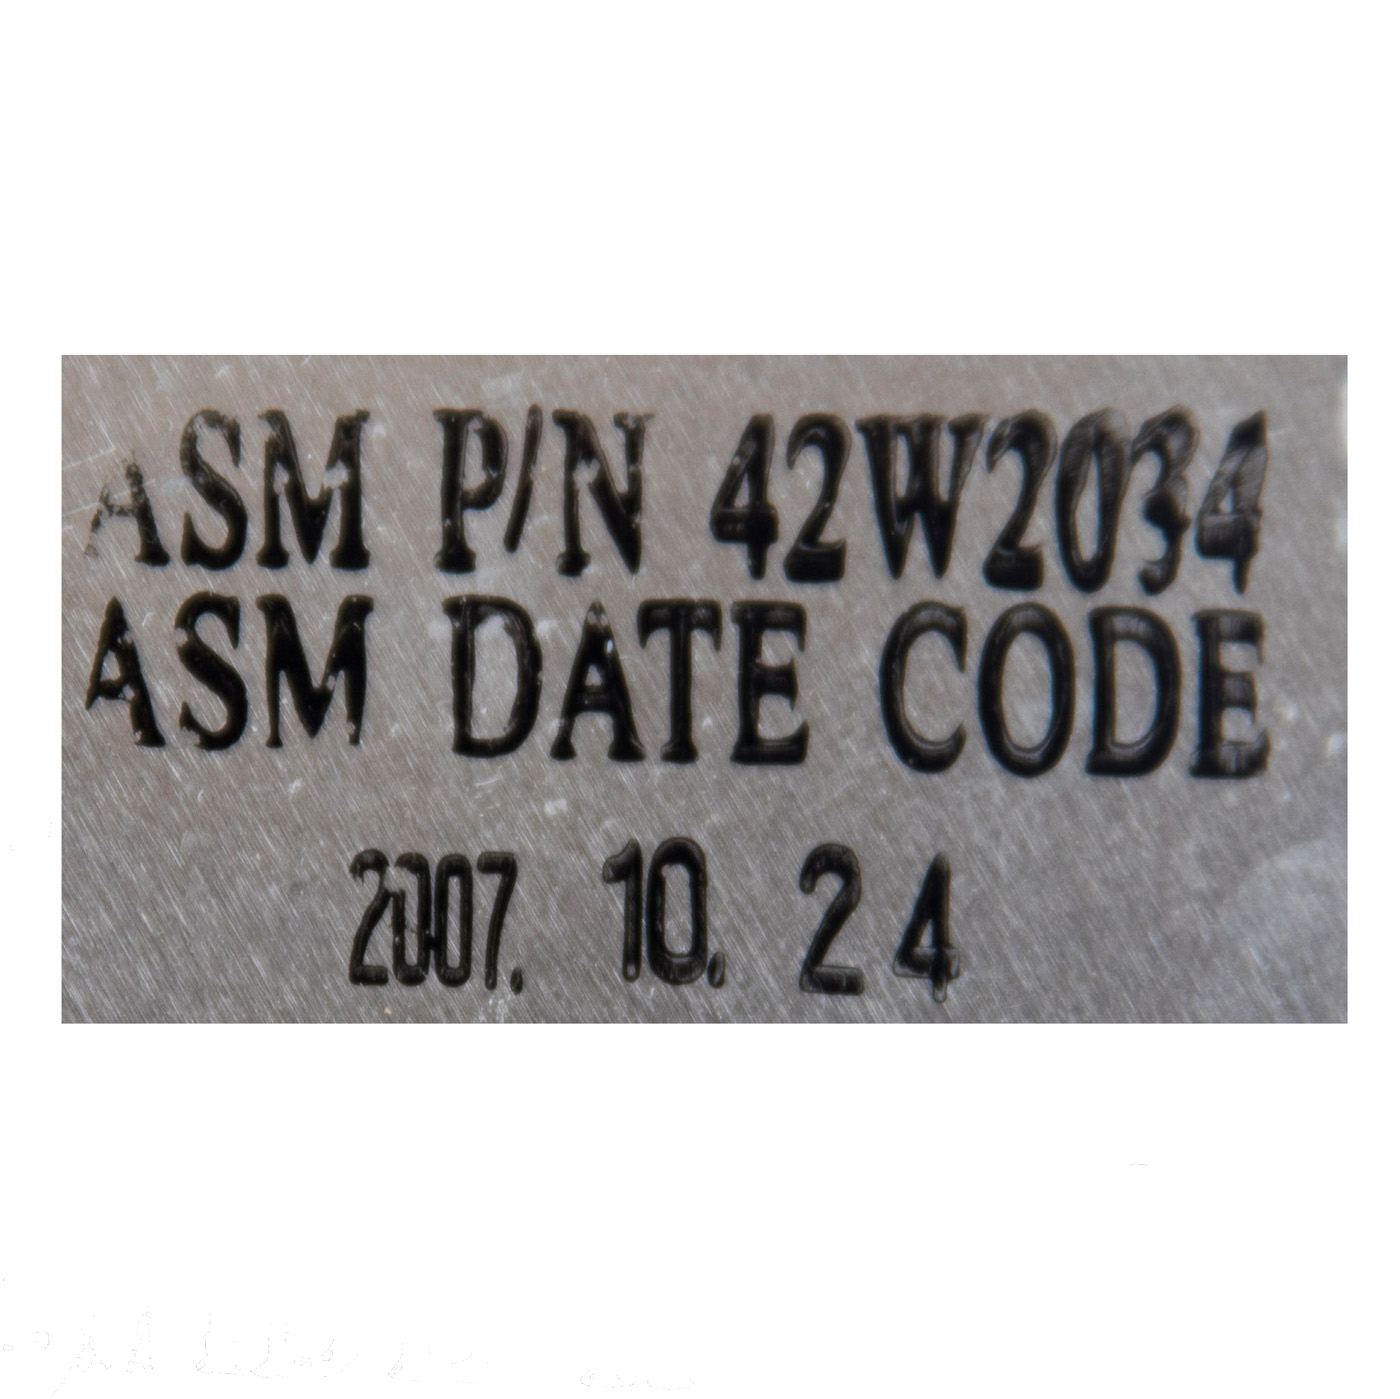 ASM P/N 42W2034
ASM DATE CODE
2007. 10. 24